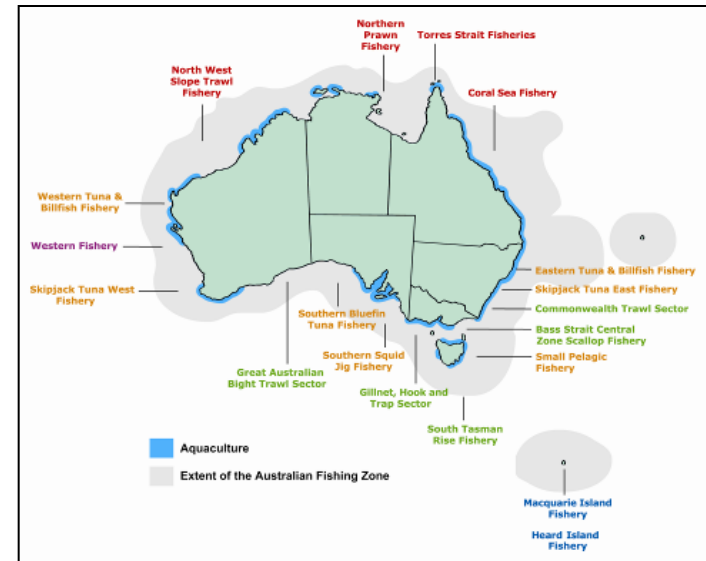 Northern
Prawn
Fishery
Torres Strait Fisheries
North West
Slope Trawl
Fishery
Coral Sea Fishery
Western Tuna &
Billfish Fishery
Western Fishery
Skipjack Tuna West
Fishery
Eastern Tuna & Billfish Fishery
Skipjack Tuna East Fishery
Commonwealth Trawl Sector
Bass Strait Central
Zone Scallop Fishery
Small Pelagic
Fishery
Southern Bluefin
Tuna Fishery
Southern Squid
Jig Fishery
Great Australian
Bight Trawl Sector
Gillnet, Hook and
Trap Sector
South Tasman
Rise Fishery
Aquaculture
Extent of the Australian Fishing Zone
Macquarie Island
Fishery
Heard Island
Fishery